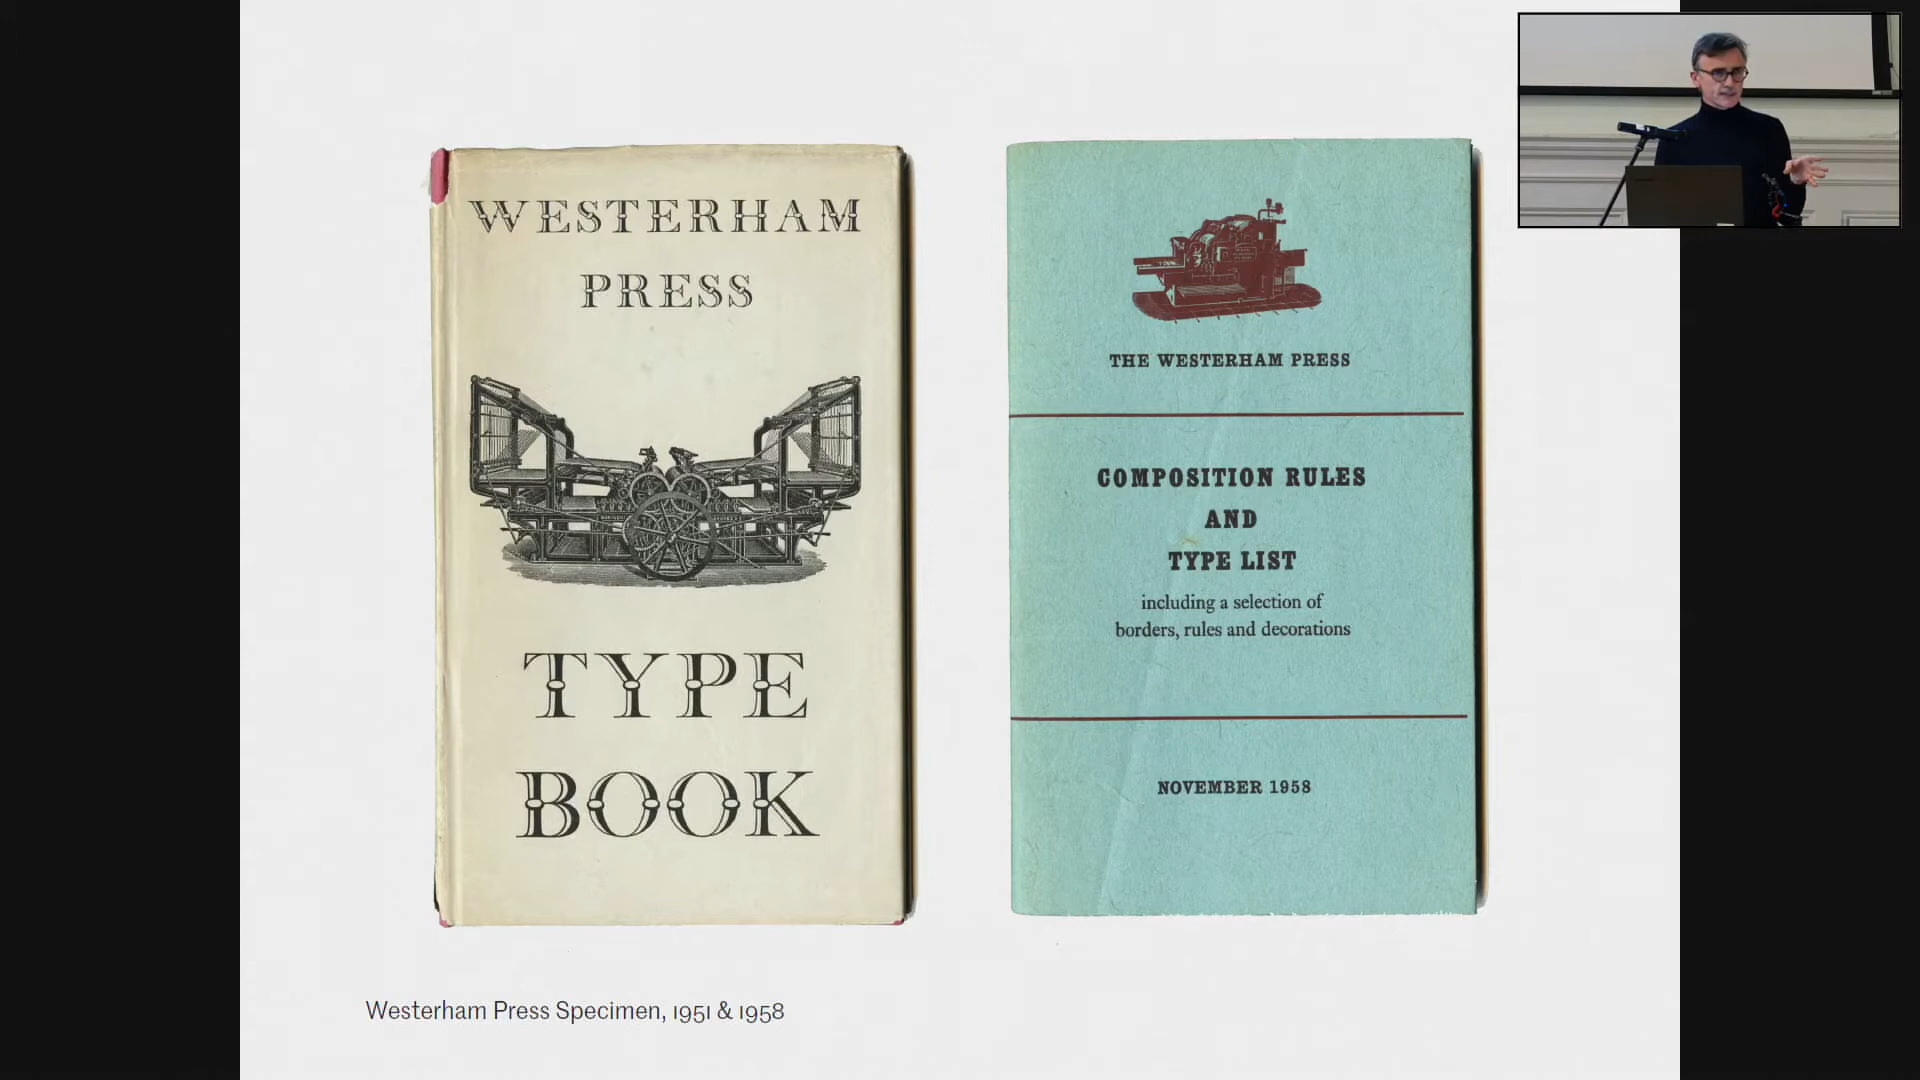 WESTERHAM
PRESS
TYPE
BOOK
THE WESTERHAM PRESS
COMPOSITION RULES
AND
TYPE LIST
including a selection of
borders, rules and decorations
NOVEMBER 1958
Westerham Press Specimen, 1951 & 1958